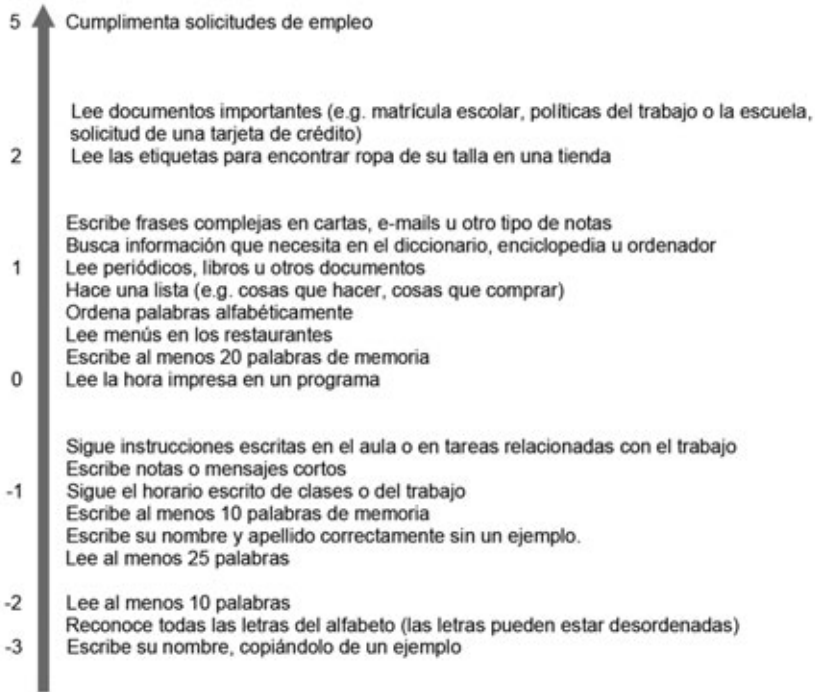 5 Cumplimenta solicitudes de empleo
Lee documentos importantes (e.g. matrícula escolar, políticas del trabajo o la escuela,
solicitud de una tarjeta de crédito)
2 Lee las etiquetas para encontrar ropa de su talla en una tienda
Escribe frases complejas en cartas, e-mails u otro tipo de notas
Busca información que necesita en el diccionario, enciclopedia u ordenador
1 Lee periódicos, libros u otros documentos
Hace una lista (e.g. cosas que hacer, cosas que comprar)
Ordena palabras alfabéticamente
Lee menús en los restaurantes
Escribe al menos 20 palabras de memoria
0 Lee la hora impresa en un programa
Sigue instrucciones escritas en el aula o en tareas relacionadas con el trabajo
Escribe notas o mensajes cortos
-1 Sigue el horario escrito de clases o del trabajo
Escribe al menos 10 palabras de memoria
Escribe su nombre y apellido correctamente sin un ejemplo.
Lee al menos 25 palabras
-2 Lee al menos 10 palabras
Reconoce todas las letras del alfabeto (las letras pueden estar desordenadas)
-3 Escribe su nombre, copiándolo de un ejemplo